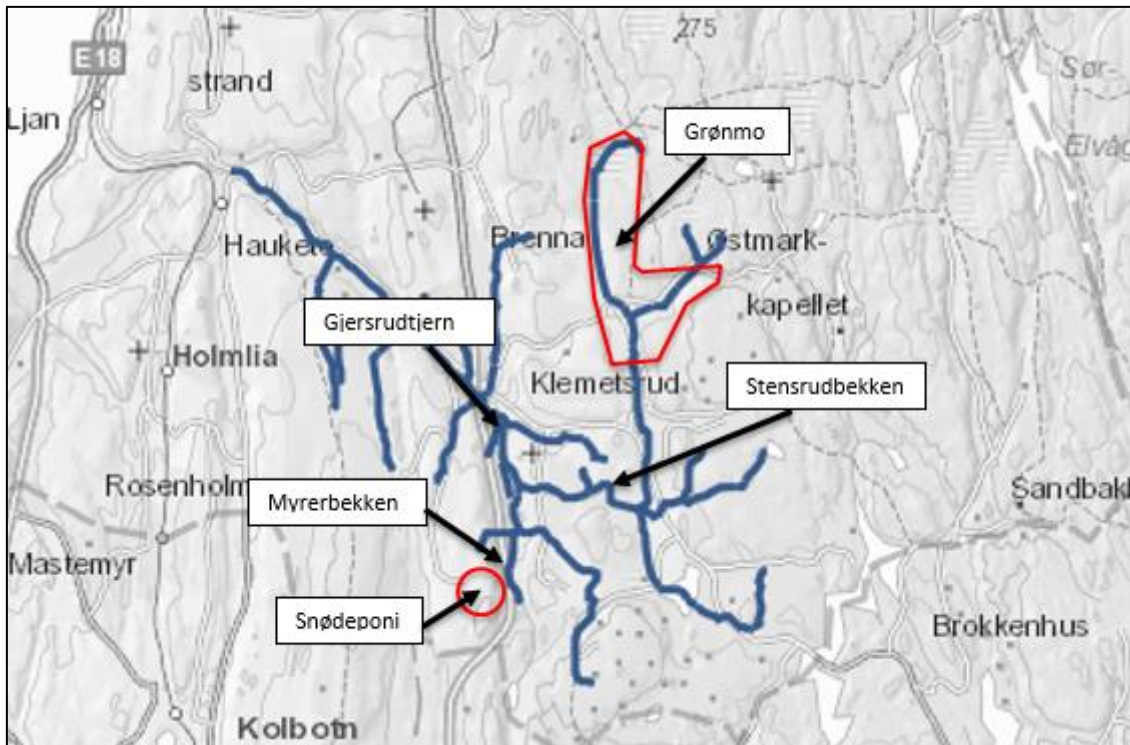 275
E 18
strand
Sør-
Ljan
Grønmo
Elvåg
Hauketo
Brenna
Østmark-
kapellet
Gjersrudtjern
Holmlia
Klemetsrud
Stensrudbekken
Rosenholm
Myrerbekken
Sandbakk
Mastemyr
Snødeponi
Brokkenhus
Kolbotn